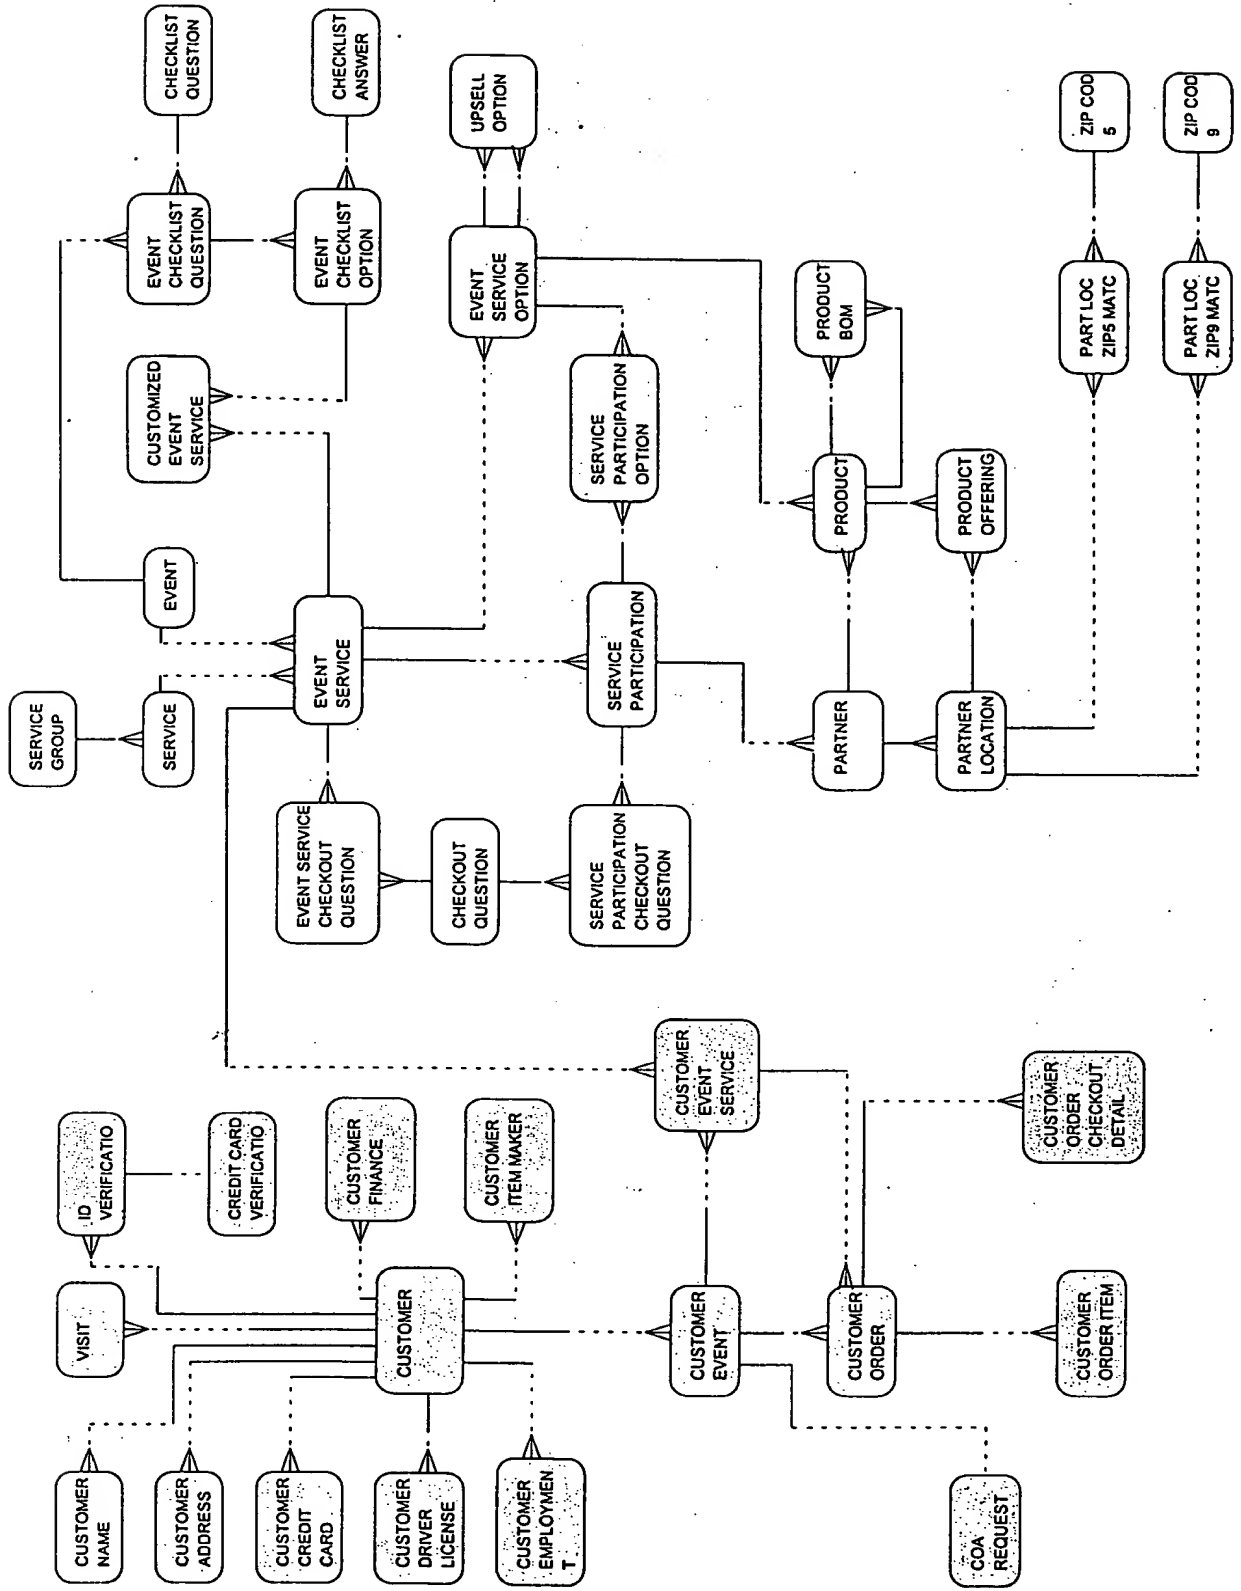 CUSTOMER
NAME
CUSTOMER
ADDRESS
CUSTOMER
CREDIT
CARD
CUSTOMER
DRIVER
LICENSE
CUSTOMER
EMPLOYMEN
T
COA
REQUEST
VISIT
ID
VERIFICATIO
CREDIT CARD
VERIFICATIO
CUSTOMER
FINANCE
CUSTOMER
ITEM MAKER
CUSTOMER
CUSTOMER
EVENT
CUSTOMER
ORDER
CUSTOMER
ORDER ITEM
CUSTOMER
EVENT
SERVICE
CUSTOMER
ORDER
CHECKOUT
DETAIL
SERVICE
GROUP
SERVICE
EVENT
EVENT SERVICE
CHECKOUT
QUESTION
CHECKOUT
QUESTION
SERVICE
PARTICIPATION
CHECKOUT
QUESTION
EVENT
SERVICE
SERVICE
PARTICIPATION
PARTNER
PARTNER
LOCATION
CUSTOMIZED
EVENT
SERVICE
SERVICE
PARTICIPATION
OPTION
PRODUCT
PRODUCT
OFFERING
PRODUCT
BOM
EVENT
CHECKLIST
QUESTION
EVENT
CHECKLIST
OPTION
EVENT
SERVICE
OPTION
PART LOC
ZIP5 MATC
PART LOC
ZIP9 MATC
CHECKLIST
QUESTION
CHECKLIST
ANSWER
UPSELL
OPTION
ZIP COD
5
ZIP COD
9